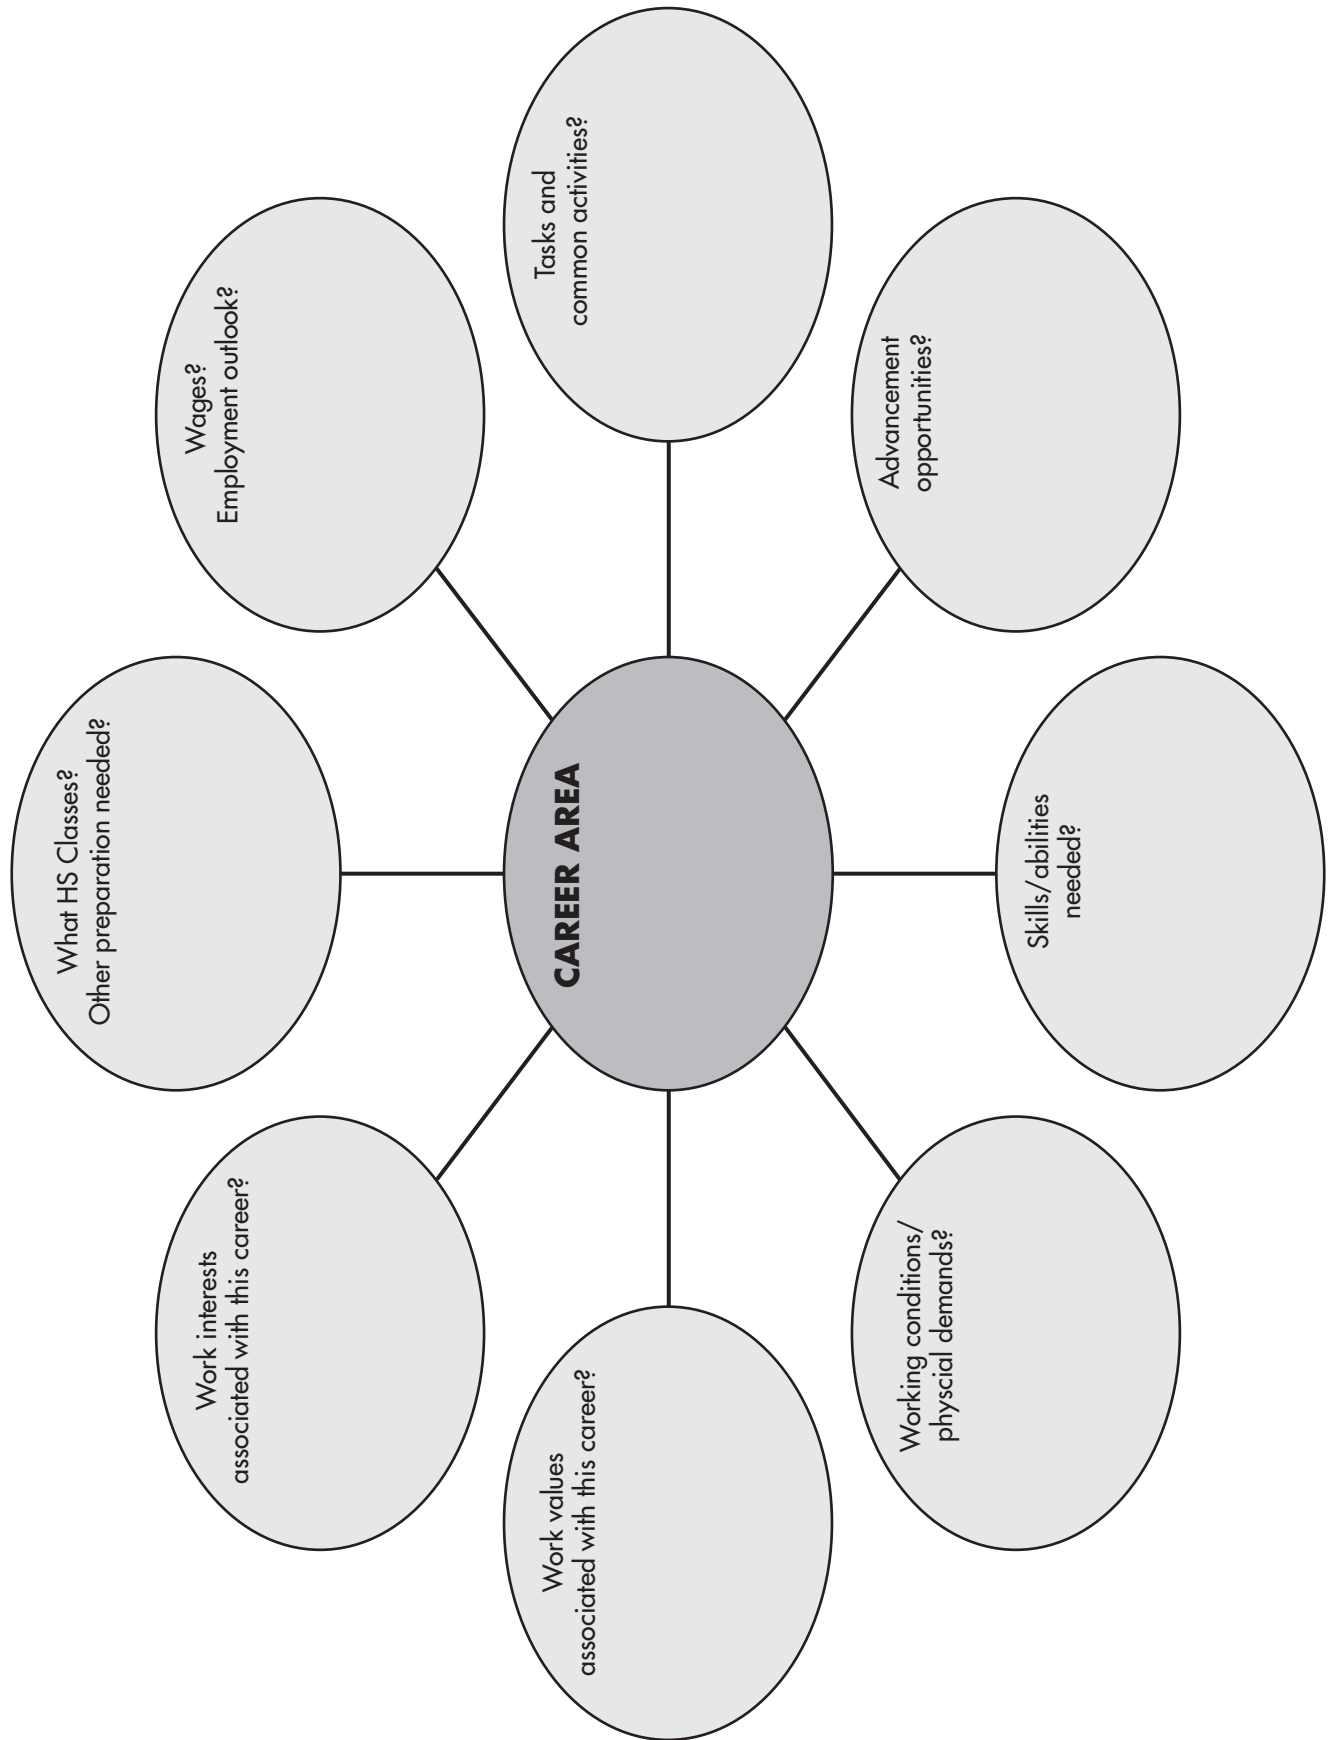 What HS Classes?
Other preparation needed?
Work interests
associated with this career?
Wages?
Employment outlook?
Work values
associated with this career?
CAREER AREA
Tasks and
common activities?
Working conditions/
physcial demands?
Advancement
opportunities?
Skills/abilities
needed?